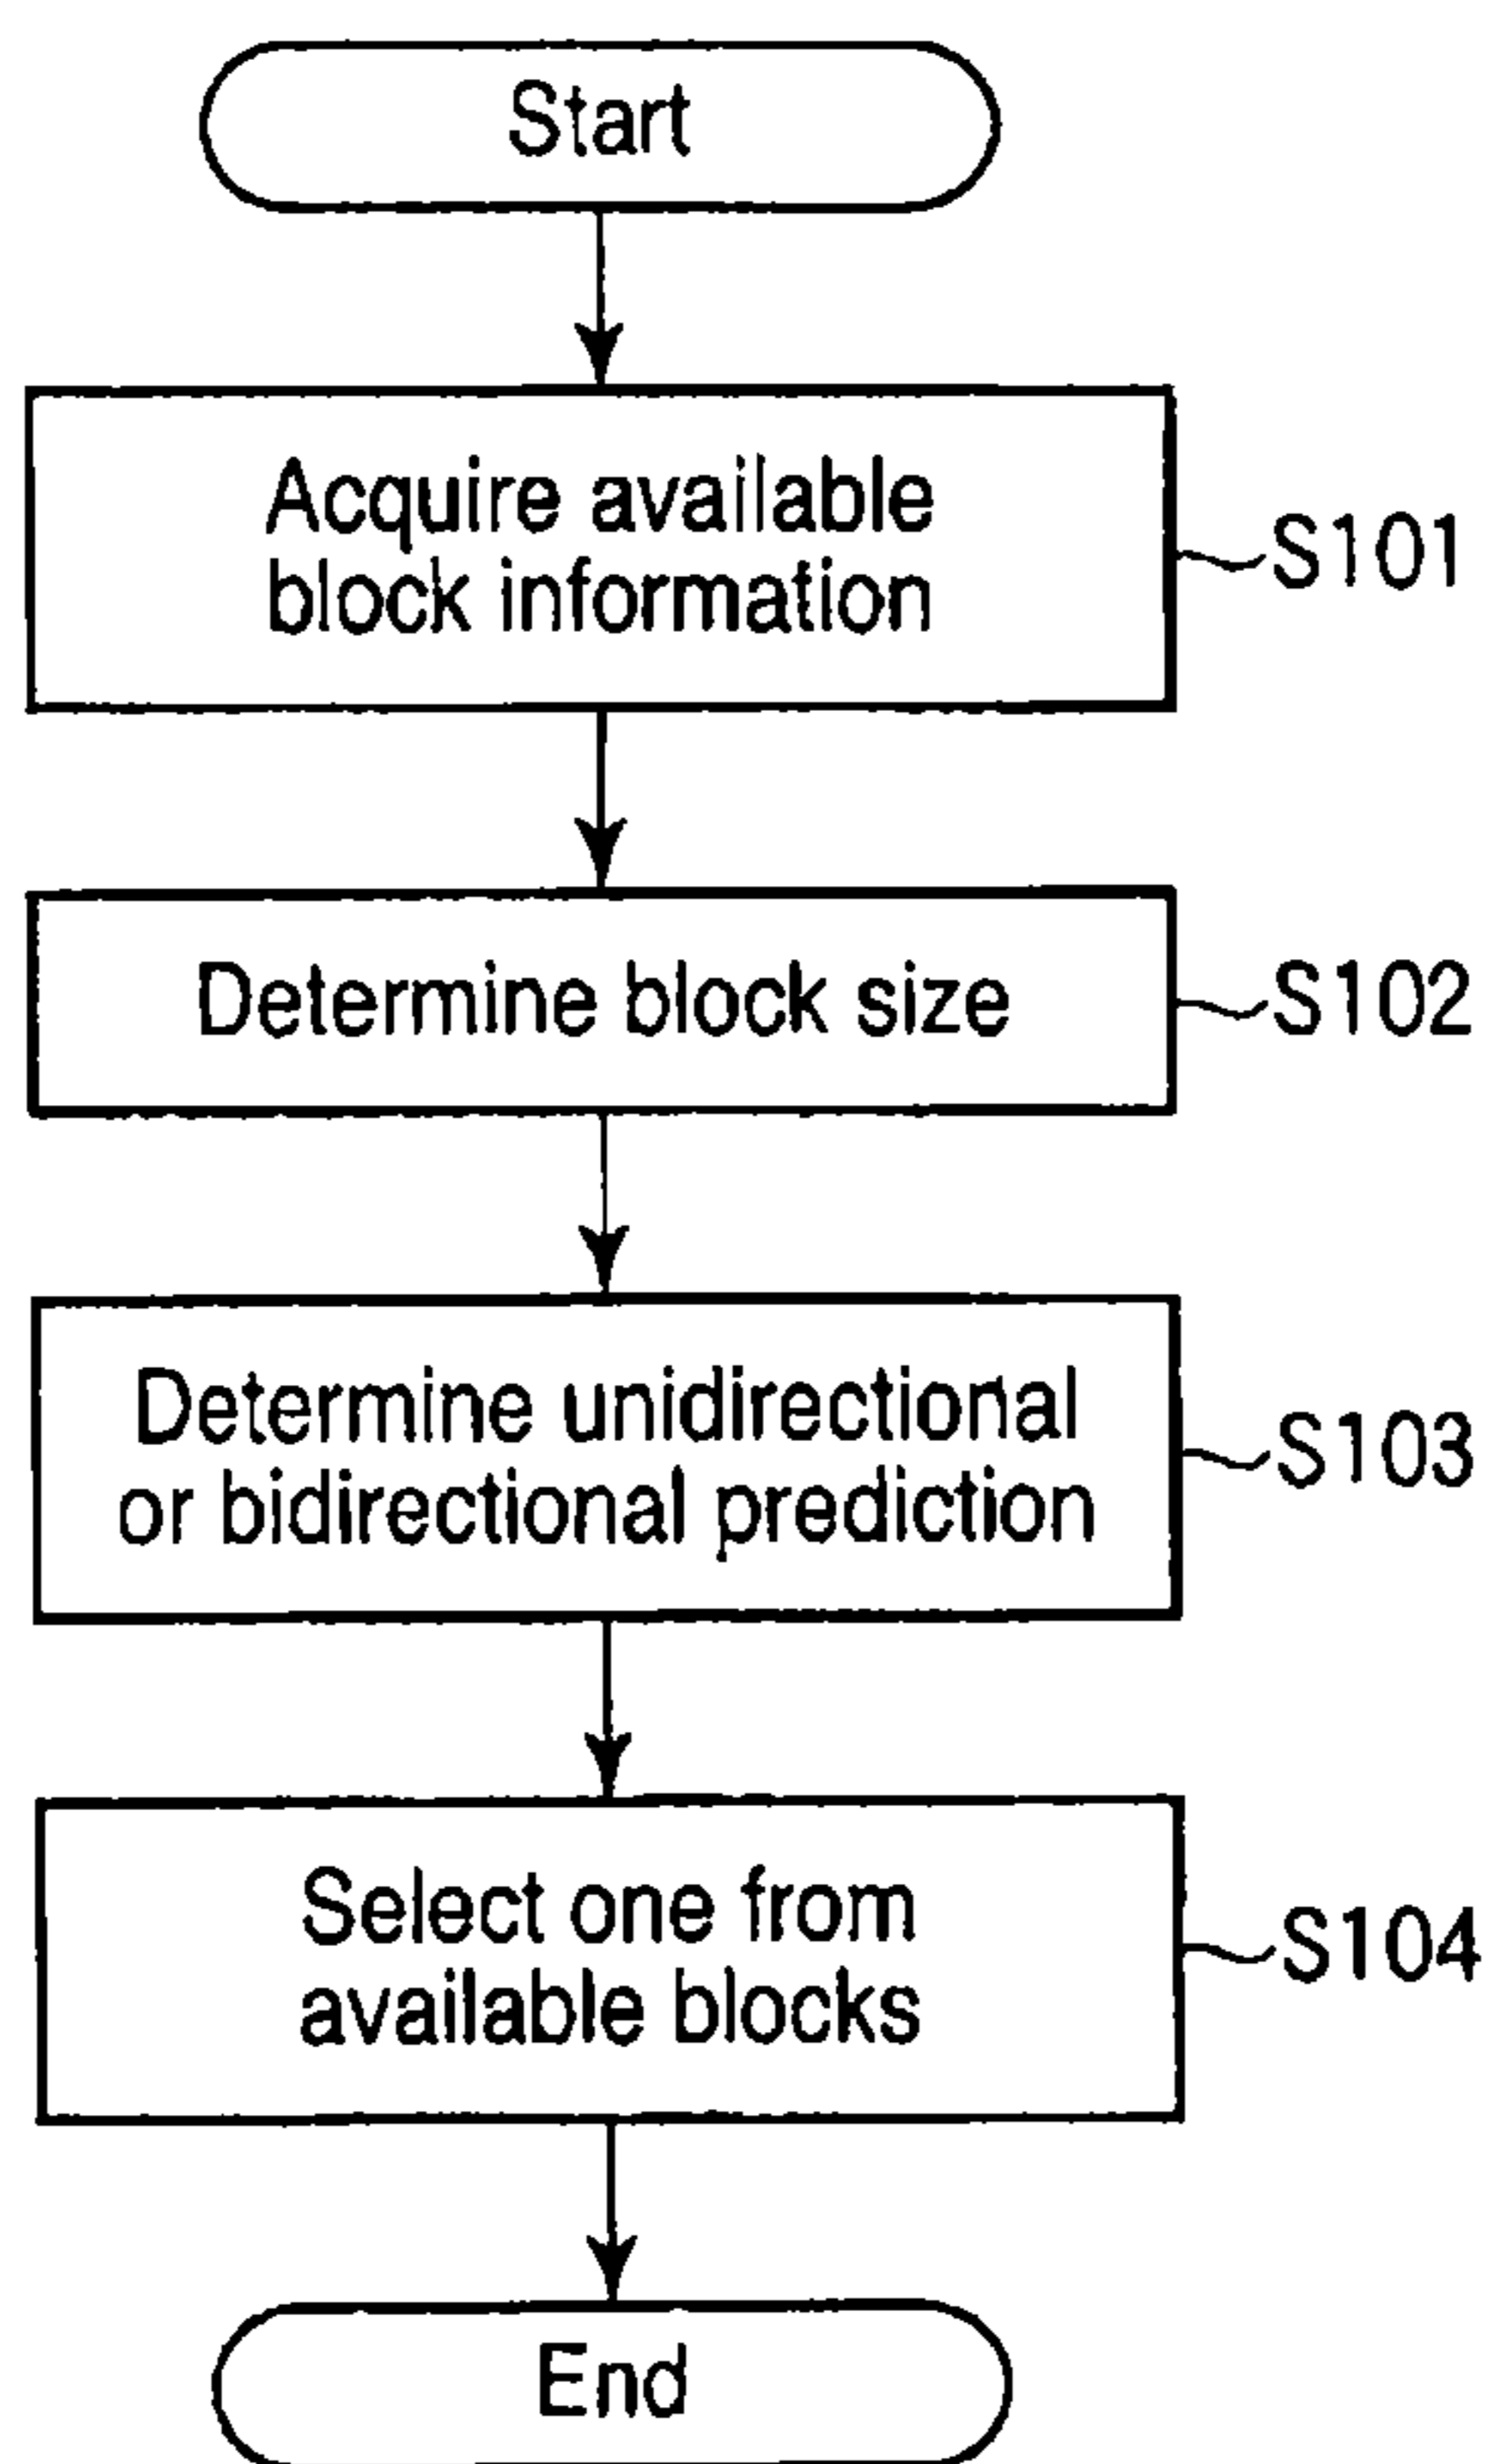 Start
Acquire available
block information
S101
Determine block size
S102
Determine unidirectional
or bidirectional prediction
S103
Select one from
available blocks
S104
End